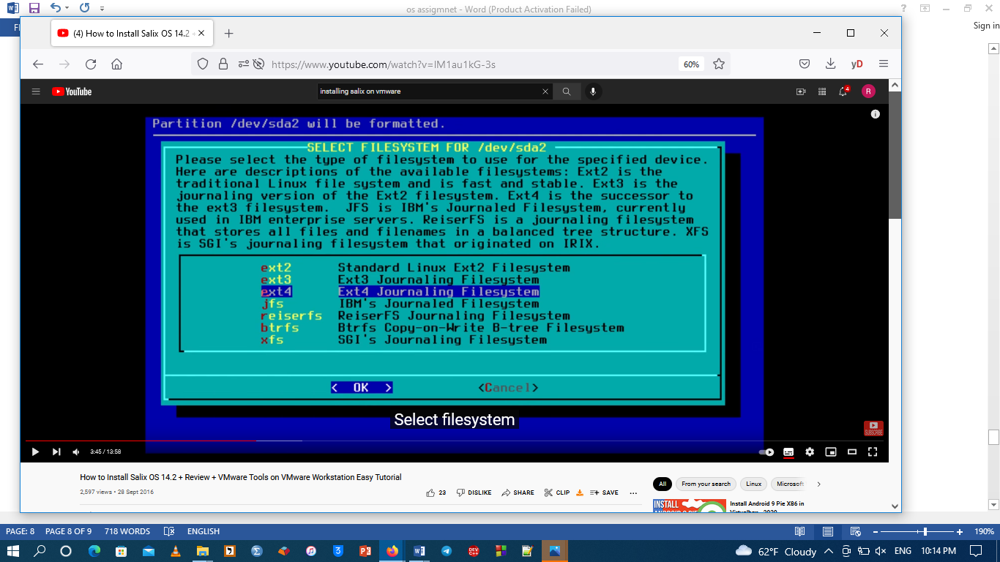 os assigmnet - Word (Product Activation Failed)
Sign in
(4) How to Install Salix OS 14.2
https://www.youtube.com/watch?v=IM1au1kG-3s
60%
yD
YouTube
installing salix on vmware
4
R
Partition /dev/sda2 will be formatted.
SELECT FILESYSTEM FOR /dev/sda2
Please select the type of filesystem to use for the specified device.
Here are descriptions of the available filesystems: Ext2 is the
traditional Linux file system and is fast and stable. Ext3 is the
journaling version of the Ext2 filesystem. Ext4 is the successor to
the ext3 filesystem. JFS is IBM's Journaled Filesystem, currently
used in IBM enterprise servers. ReiserFS is a journaling filesystem
that stores all files and filenames in a balanced tree structure. XFS
is SGI's journaling filesystem that originated on IRIX.
ext2 Standard Linux Ext2 Filesystem
ext3 Ext3 Journaling Filesystem
ext4 Ext4 Journaling Filesystem
jfs IBM's Journaled Filesystem
reiserfs ReiserFS Journaling Filesystem
btrfs Btrfs Copy-on-Write B-tree Filesystem
xfs SGI's Journaling Filesystem
< OK > <Cancel>
Select filesystem
SUBSCRIBE
3:45 / 13:58
How to Install Salix OS 14.2 + Review + VMware Tools on VMware Workstation Easy Tutorial
2,597 views • 28 Sept 2016
23 DISLIKE SHARE CLIP SAVE ...
All From your search Linux Microsoft
INSTALL
Install Android 9 Pie X86 in
PAGE: 8 PAGE 8 OF 9 718 WORDS ENGLISH
190%
62°F Cloudy ENG 10:14 PM